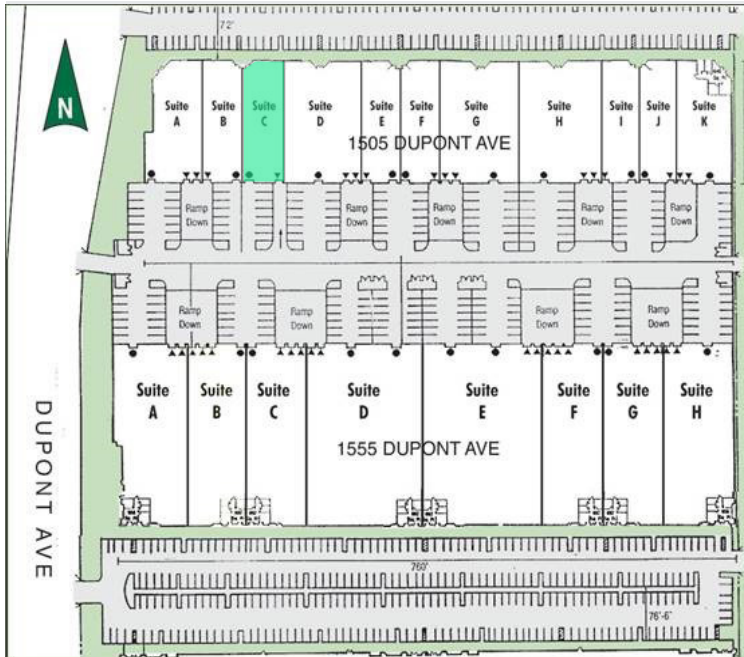 72'
N
Suite A
Suite B
Suite C
Suite D
Suite E
Suite F
Suite G
Suite H
Suite I
Suite J
Suite K
1505 DUPONT AVE
Ramp Down
Ramp Down
Ramp Down
Ramp Down
Ramp Down
Ramp Down
Ramp Down
Ramp Down
Ramp Down
Suite A
Suite B
Suite C
Suite D
Suite E
Suite F
Suite G
Suite H
1555 DUPONT AVE
DUPONT AVE
760'
76'-6"